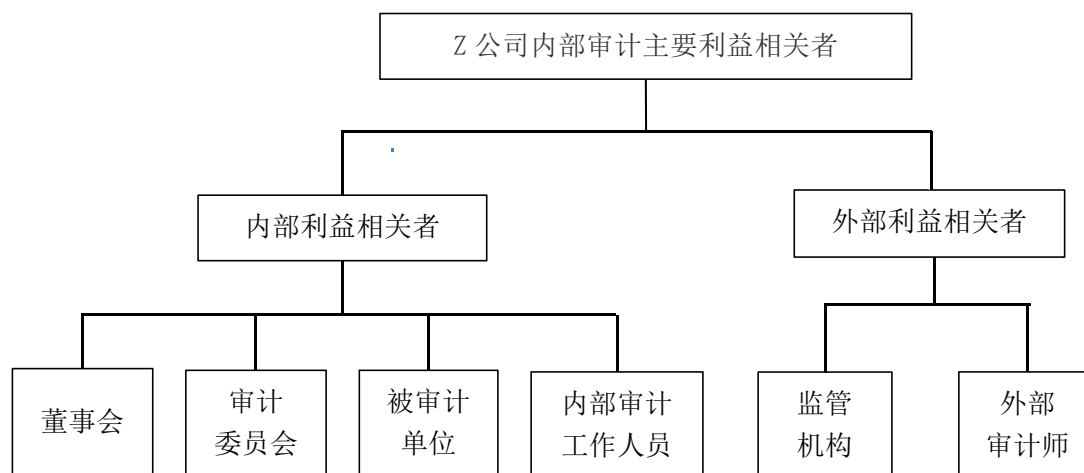 Z 公司内部审计主要利益相关者
内部利益相关者
外部利益相关者
董事会
审计
委员会
被审计
单位
内部审计
工作人员
监管
机构
外部
审计师